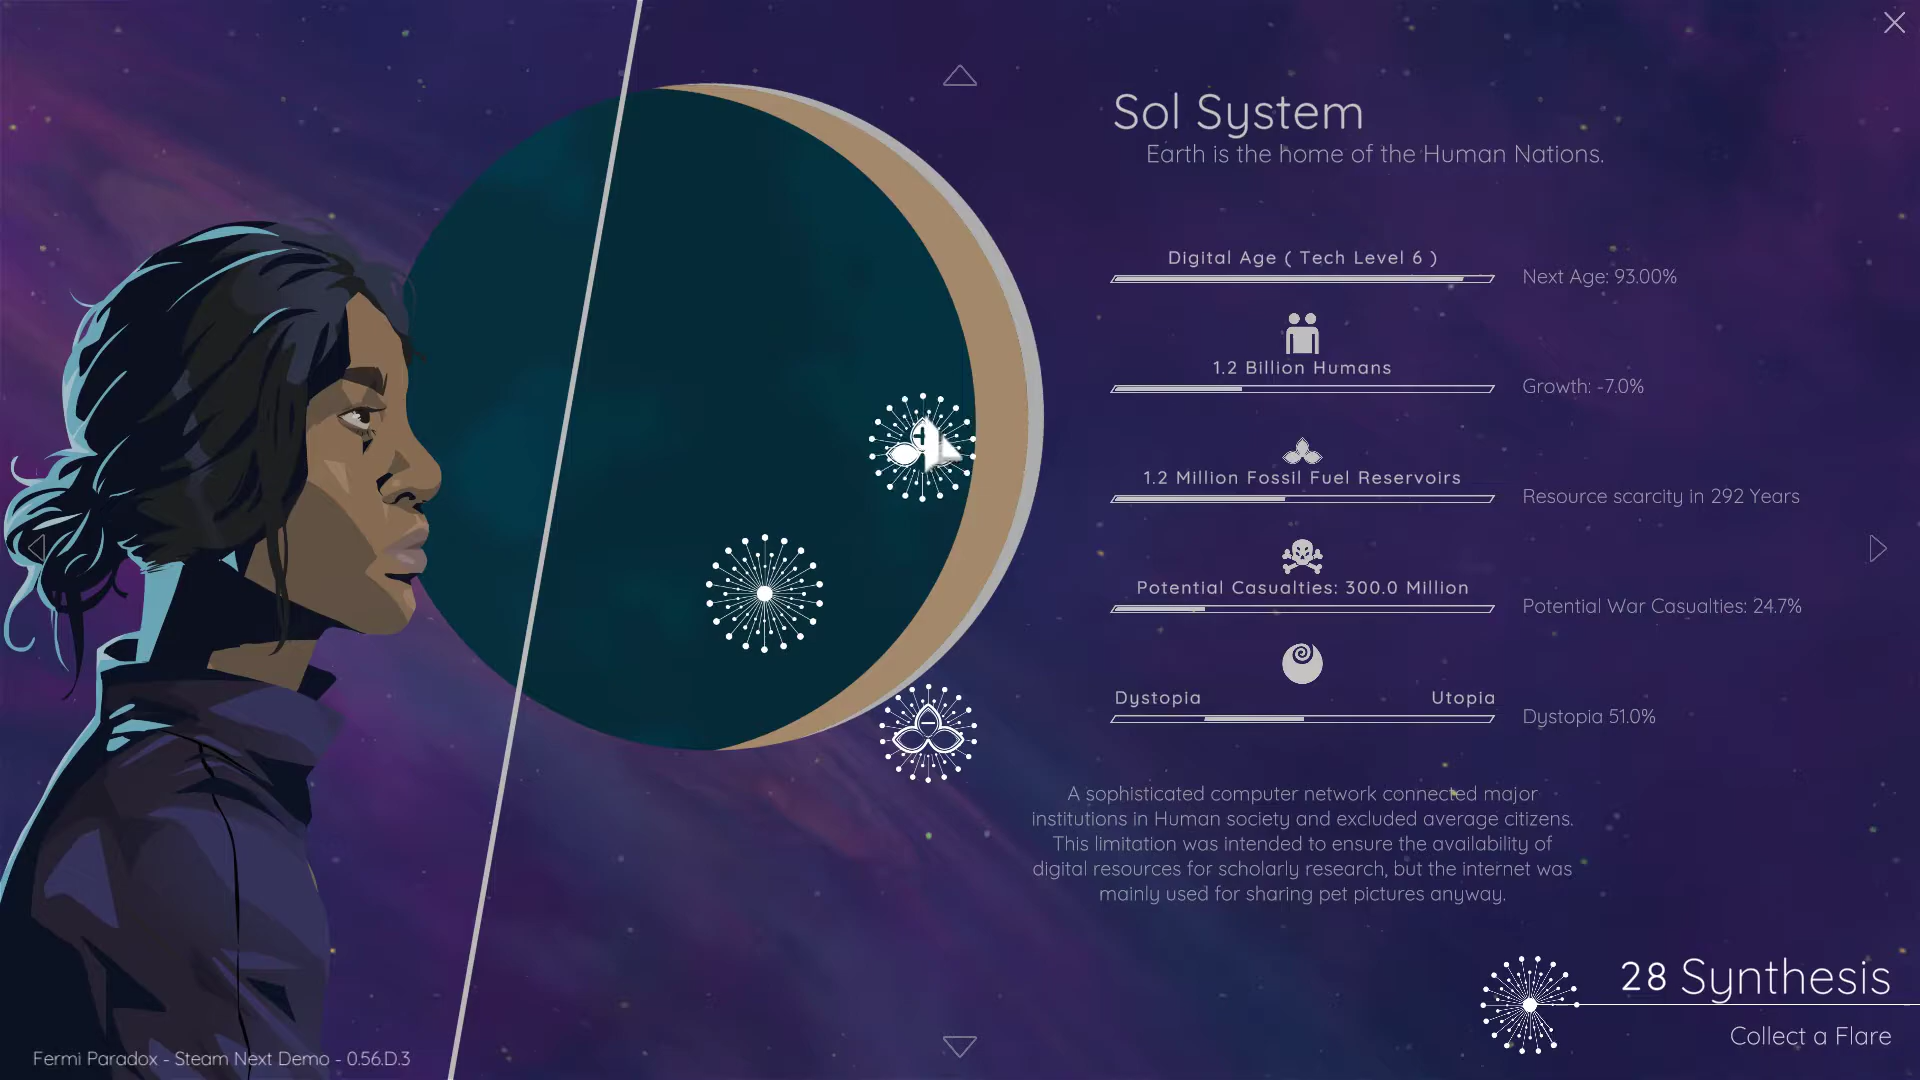 Sol System
Earth is the home of the Human Nations.
Digital Age ( Tech Level 6 )
Next Age: 93.00%
1.2 Billion Humans
Growth: -7.0%
1.2 Million Fossil Fuel Reservoirs
Resource scarcity in 292 Years
Potential Casualties: 300.0 Million
Potential War Casualties: 24.7%
Dystopia
Utopia
Dystopia 51.0%
A sophisticated computer network connected major
institutions in Human society and excluded average citizens.
This limitation was intended to ensure the availability of
digital resources for scholarly research, but the internet was
mainly used for sharing pet pictures anyway.
28 Synthesis
Collect a Flare
Fermi Paradox - Steam Next Demo - 0.56.D.3